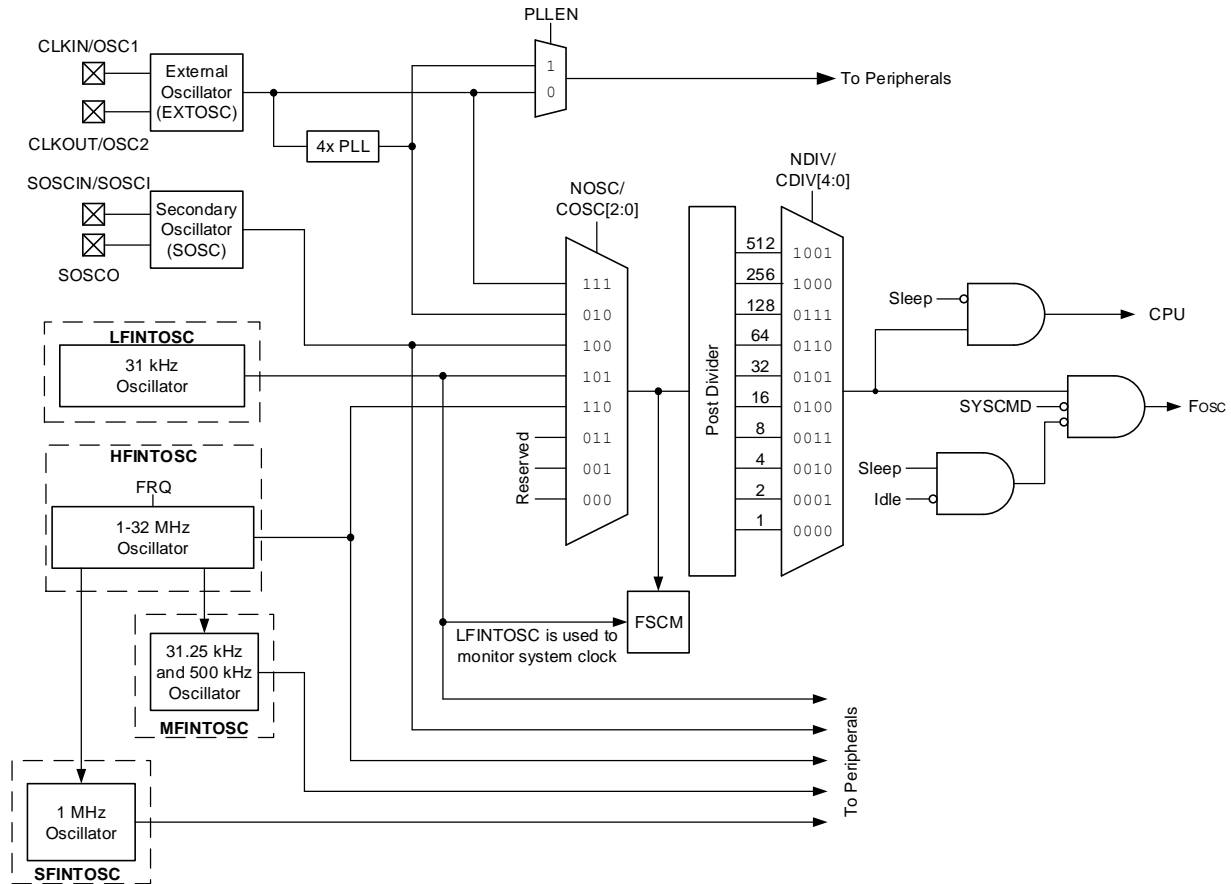 PLLEN
CLKIN/OSC1
External
Oscillator
(EXTOSC)
CLKOUT/OSC2
1
0
To Peripherals
4x PLL
SOSCIN/SOSCI
Secondary
Oscillator
(SOSC)
SOSCO
NOSC/
COSC[2:0]
NDIV/
CDIV[4:0]
LFINTOSC
31 kHz
Oscillator
HFINTOSC
FRQ
1-32 MHz
Oscillator
111
010
100
101
110
011
001
000
Reserved
Post Divider
512
256
128
64
32
16
8
4
2
1
1001
1000
0111
0110
0101
0100
0011
0010
0001
0000
Sleep
CPU
SYSCMD
FOSC
Sleep
Idle
FSCM
LFINTOSC is used to
monitor system clock
31.25 kHz
and 500 kHz
Oscillator
MFINTOSC
To Peripherals
1 MHz
Oscillator
SFINTOSC